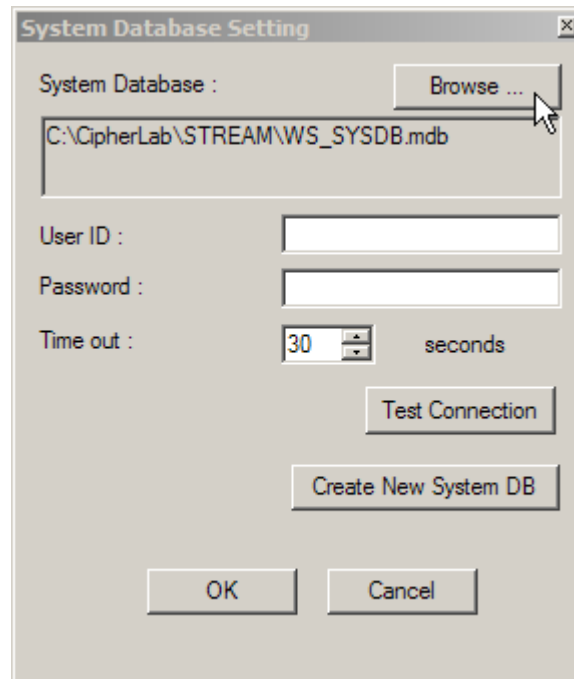 System Database Setting
System Database :
Browse ...
C:\CipherLab\STREAM\WS_SYSDB.mdb
User ID :
Password :
Time out :
30
seconds
Test Connection
Create New System DB
OK
Cancel